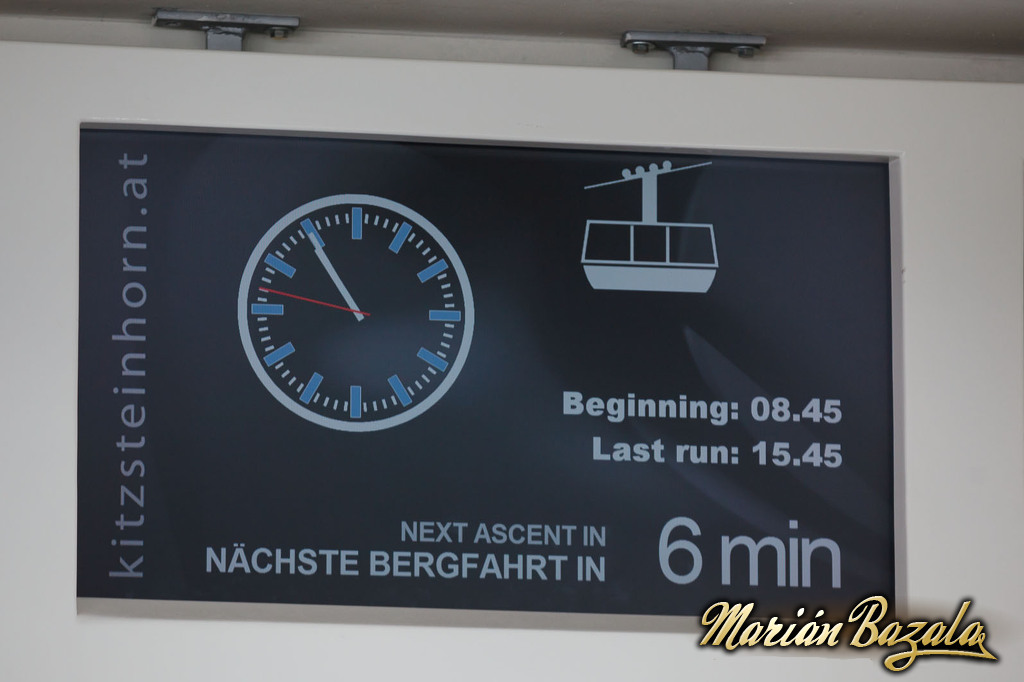 kitzsteinhorn.at
Beginning: 08.45
Last run: 15.45
NEXT ASCENT IN
NÄCHSTE BERGFAHRT IN
6 min
Marián Bazala